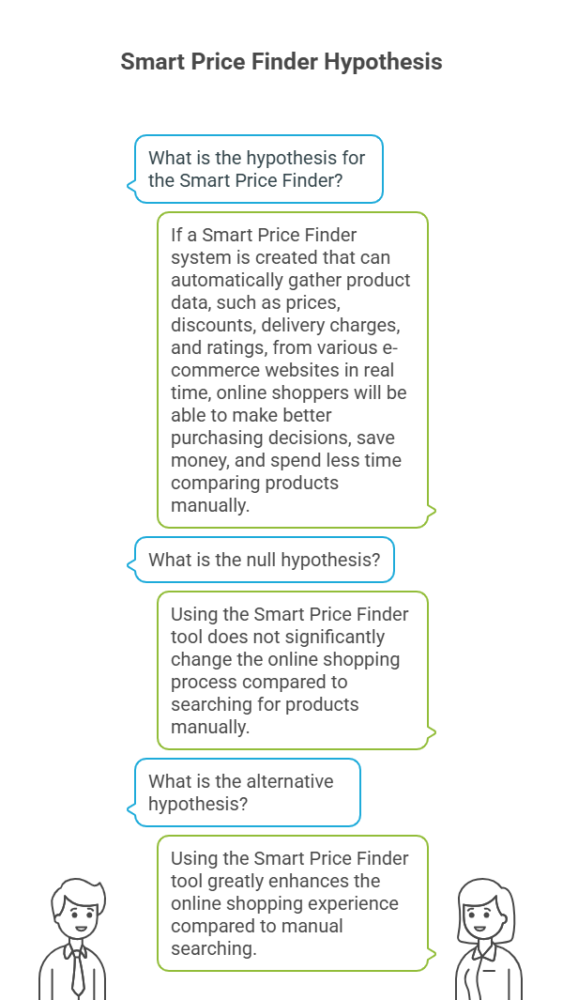 Smart Price Finder Hypothesis
What is the hypothesis for
the Smart Price Finder?
If a Smart Price Finder
system is created that can
automatically gather product
data, such as prices,
discounts, delivery charges,
and ratings, from various e-
commerce websites in real
time, online shoppers will be
able to make better
purchasing decisions, save
money, and spend less time
comparing products
manually.
What is the null hypothesis?
Using the Smart Price Finder
tool does not significantly
change the online shopping
process compared to
searching for products
manually.
What is the alternative
hypothesis?
Using the Smart Price Finder
tool greatly enhances the
online shopping experience
compared to manual
searching.